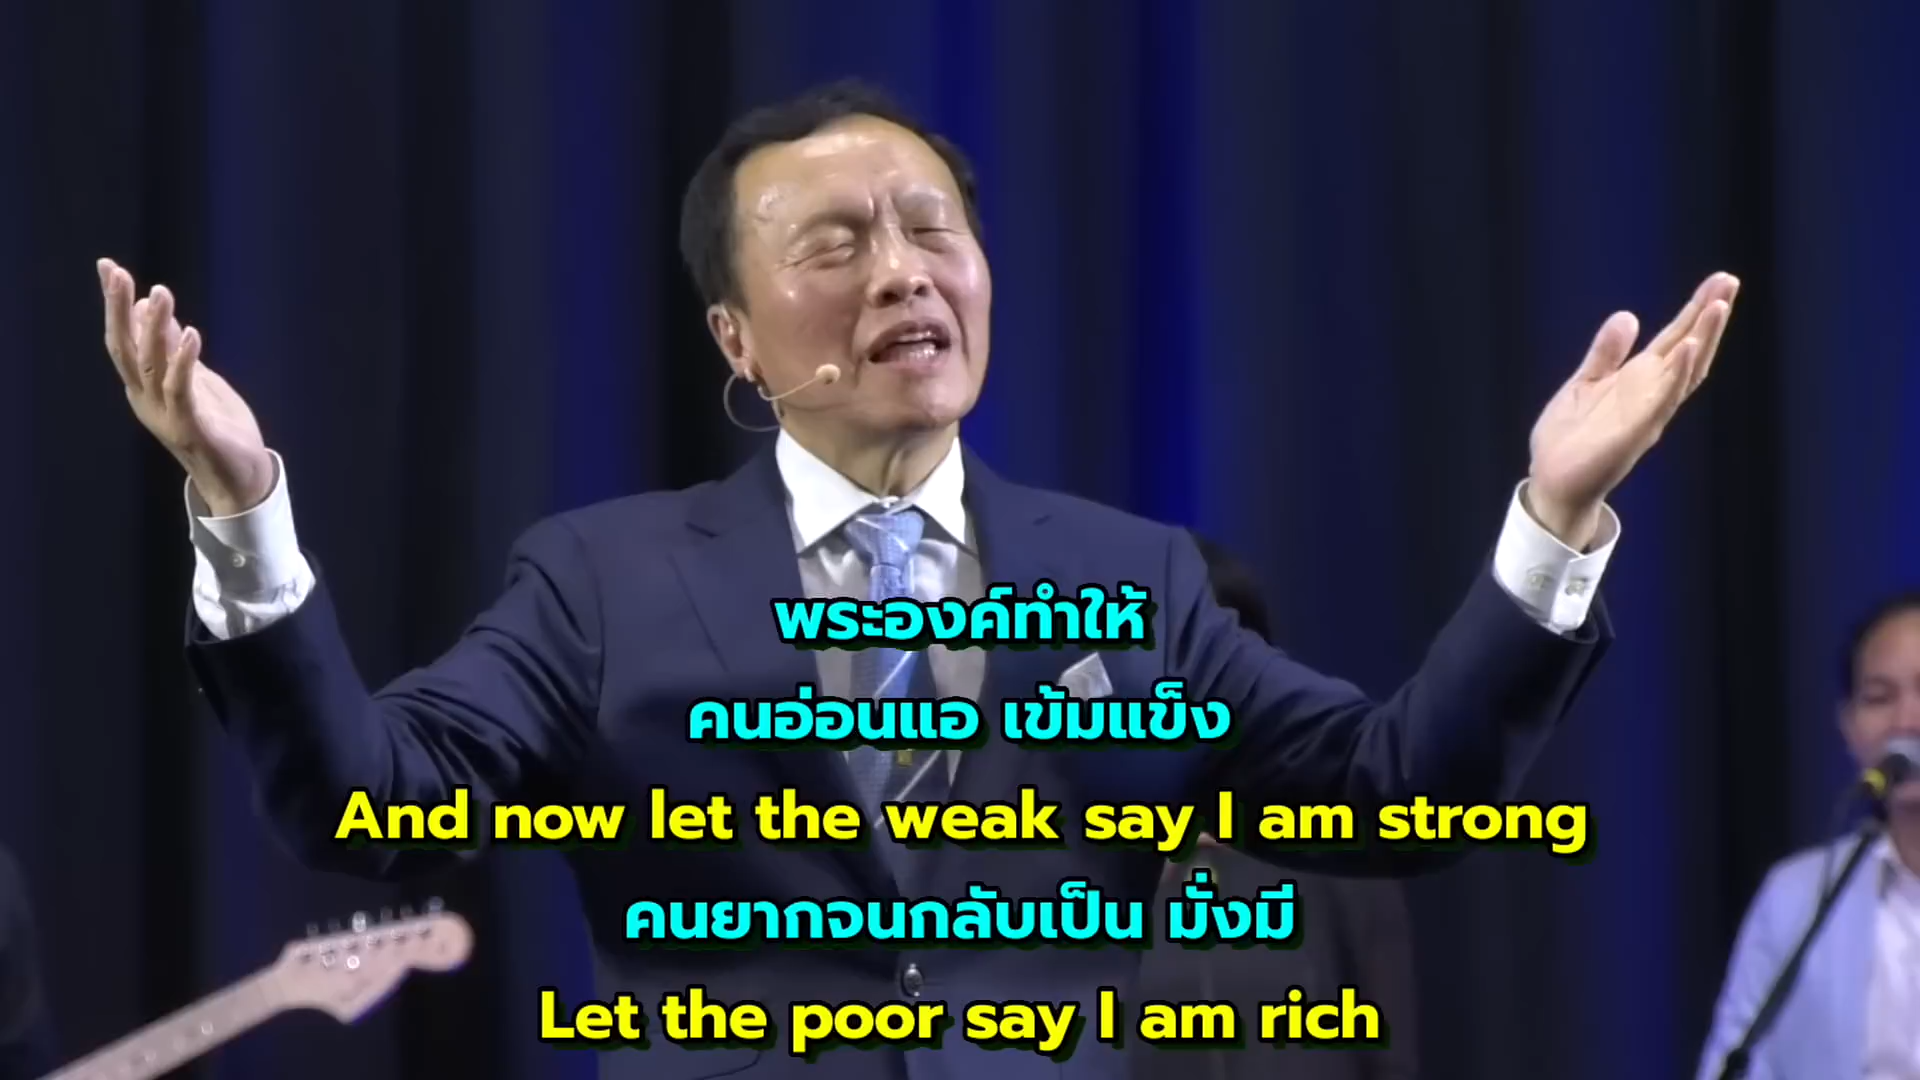 พระองค์ทำให้
คนอ่อนแอ เข้มแข็ง
And now let the weak say I am strong
คนยากจนกลับเป็น มั่งมี
Let the poor say I am rich